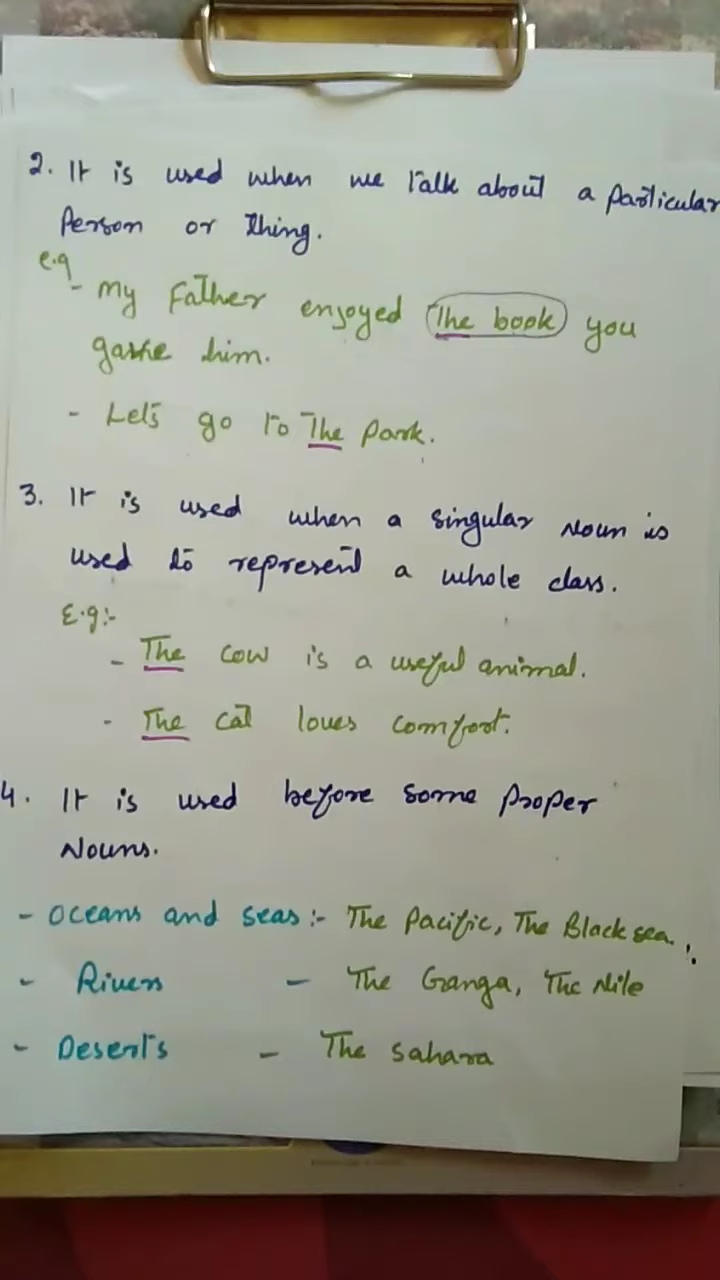 2. It is used when we talk about a particular
Person or thing.
e.g
- My Father enjoyed the book you
gave him.
- Let's go to The Park.
3. It is used when a singular Noun is
used to represent a whole class.
E.g:-
- The cow is a useful animal.
- The cat loves comfort.
4. It is used before some proper
Nouns.
- Oceans and seas:- The Pacific, The Black sea.
- Rivers - The Ganga, The Nile
- Deserts - The Sahara